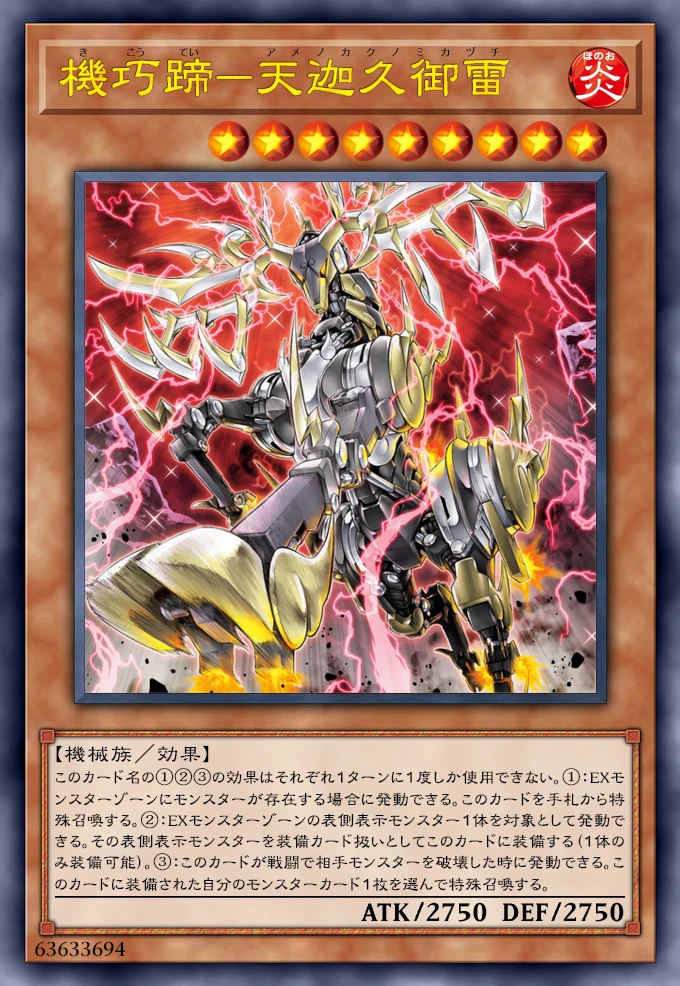 き こう てい アメノカクノミカヅチ
機巧蹄－天迦久御雷
ほのお
炎
【機械族／効果】
このカード名の①②③の効果はそれぞれ1ターンに1度しか使用できない。①：EXモ
ンスターゾーンにモンスターが存在する場合に発動できる。このカードを手札から特
殊召喚する。②：EXモンスターゾーンの表側表示モンスター1体を対象として発動で
きる。その表側表示モンスターを装備カード扱いとしてこのカードに装備する（1体の
み装備可能）。③：このカードが戦闘で相手モンスターを破壊した時に発動できる。こ
のカードに装備された自分のモンスターカード1枚を選んで特殊召喚する。
ATK/2750 DEF/2750
63633694